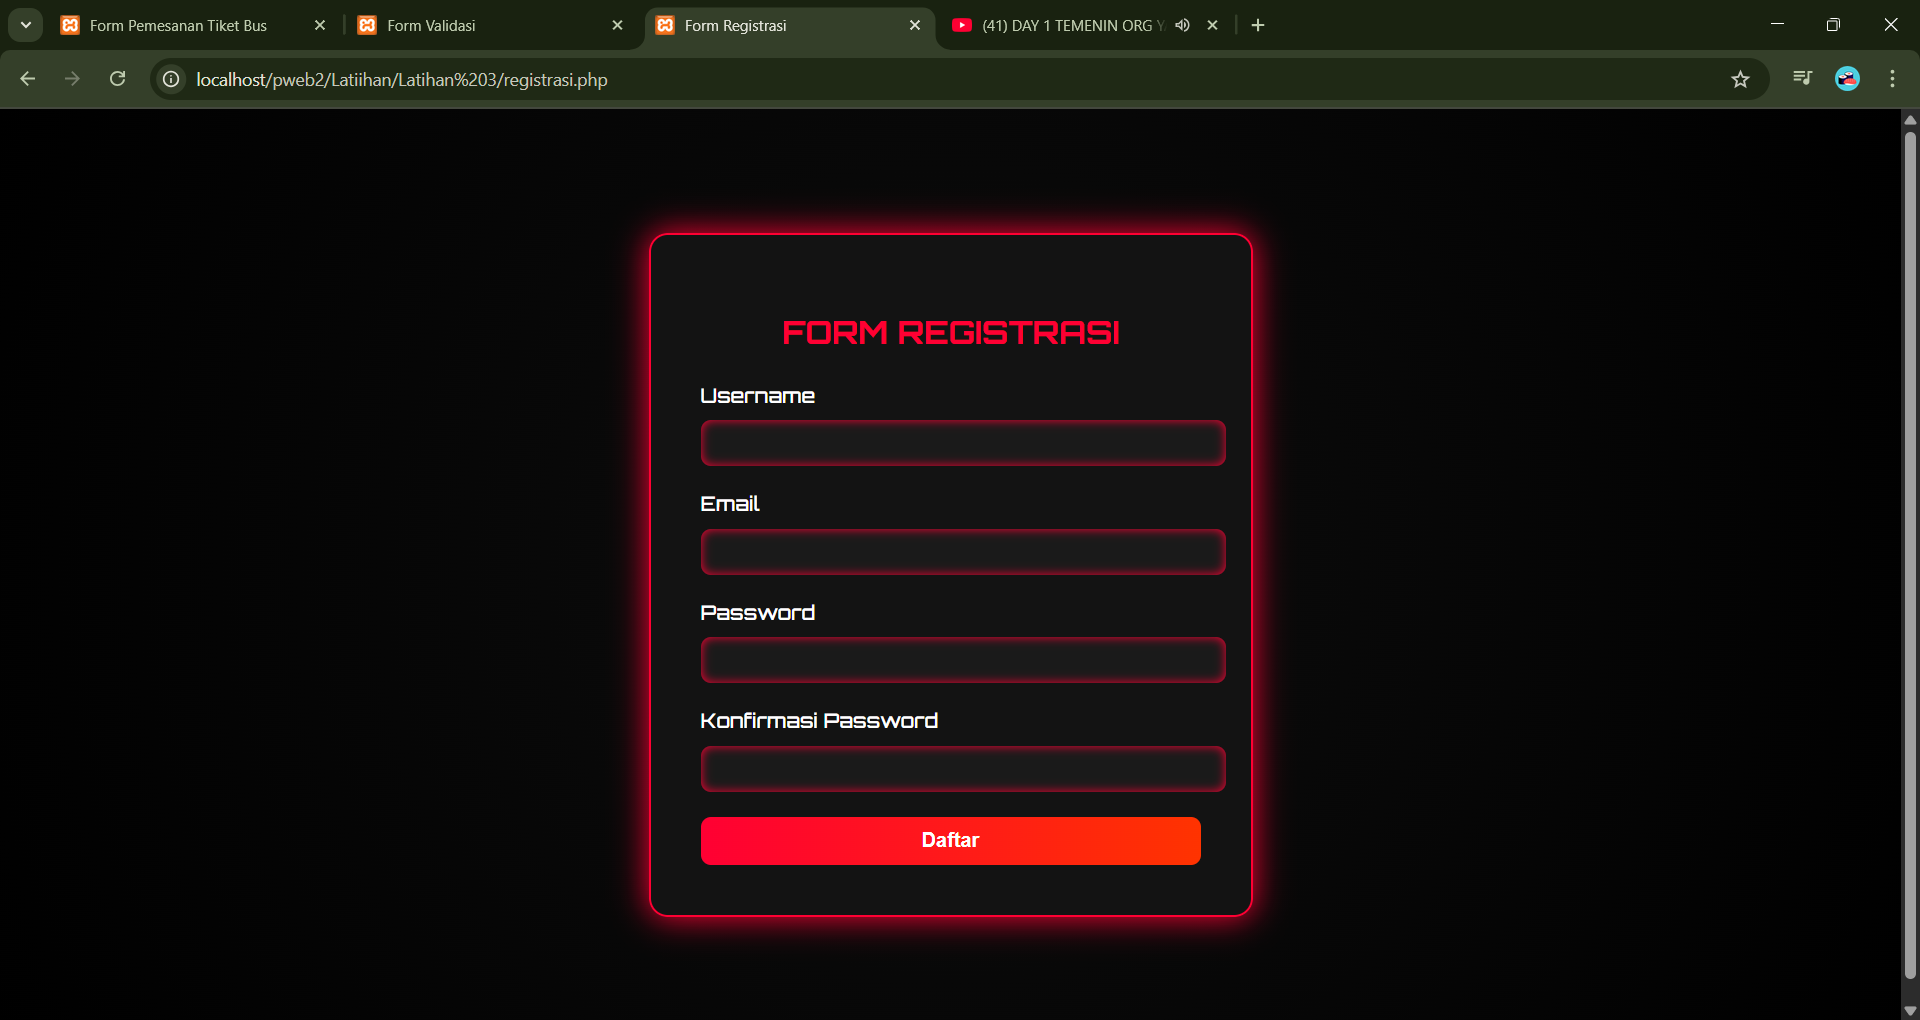 Form Pemesanan Tiket Bus
Form Validasi
Form Registrasi
(41) DAY 1 TEMENIN ORG
localhost/pweb2/Latiihan/Latihan%203/registrasi.php
FORM REGISTRASI
Username
Email
Password
Konfirmasi Password
Daftar